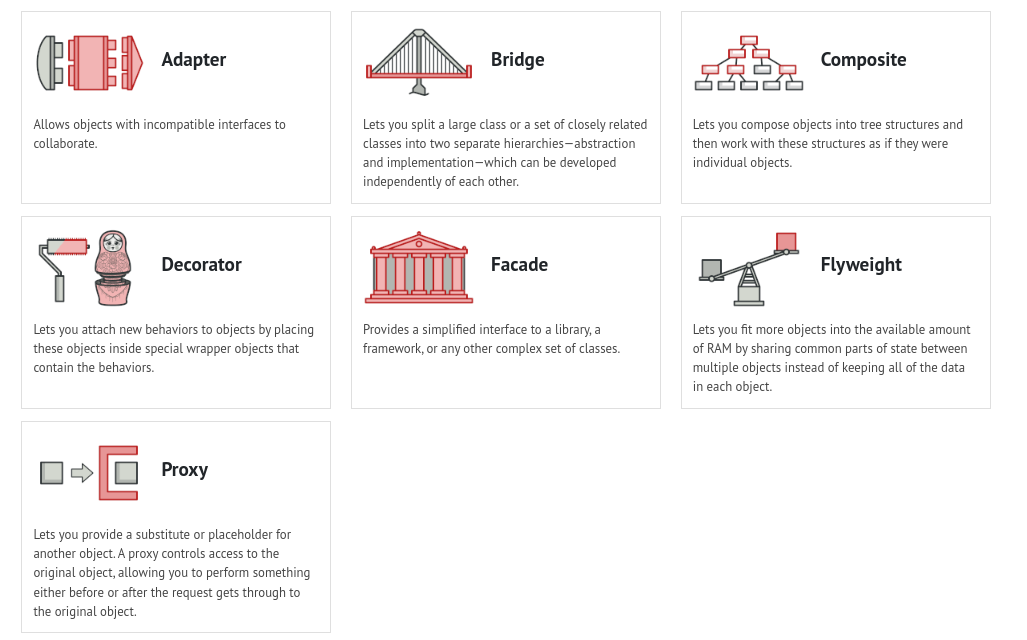 Adapter
Allows objects with incompatible interfaces to
collaborate.
Bridge
Lets you split a large class or a set of closely related
classes into two separate hierarchies—abstraction
and implementation—which can be developed
independently of each other.
Composite
Lets you compose objects into tree structures and
then work with these structures as if they were
individual objects.
Decorator
Lets you attach new behaviors to objects by placing
these objects inside special wrapper objects that
contain the behaviors.
Facade
Provides a simplified interface to a library, a
framework, or any other complex set of classes.
Flyweight
Lets you fit more objects into the available amount
of RAM by sharing common parts of state between
multiple objects instead of keeping all of the data
in each object.
Proxy
Lets you provide a substitute or placeholder for
another object. A proxy controls access to the
original object, allowing you to perform something
either before or after the request gets through to
the original object.